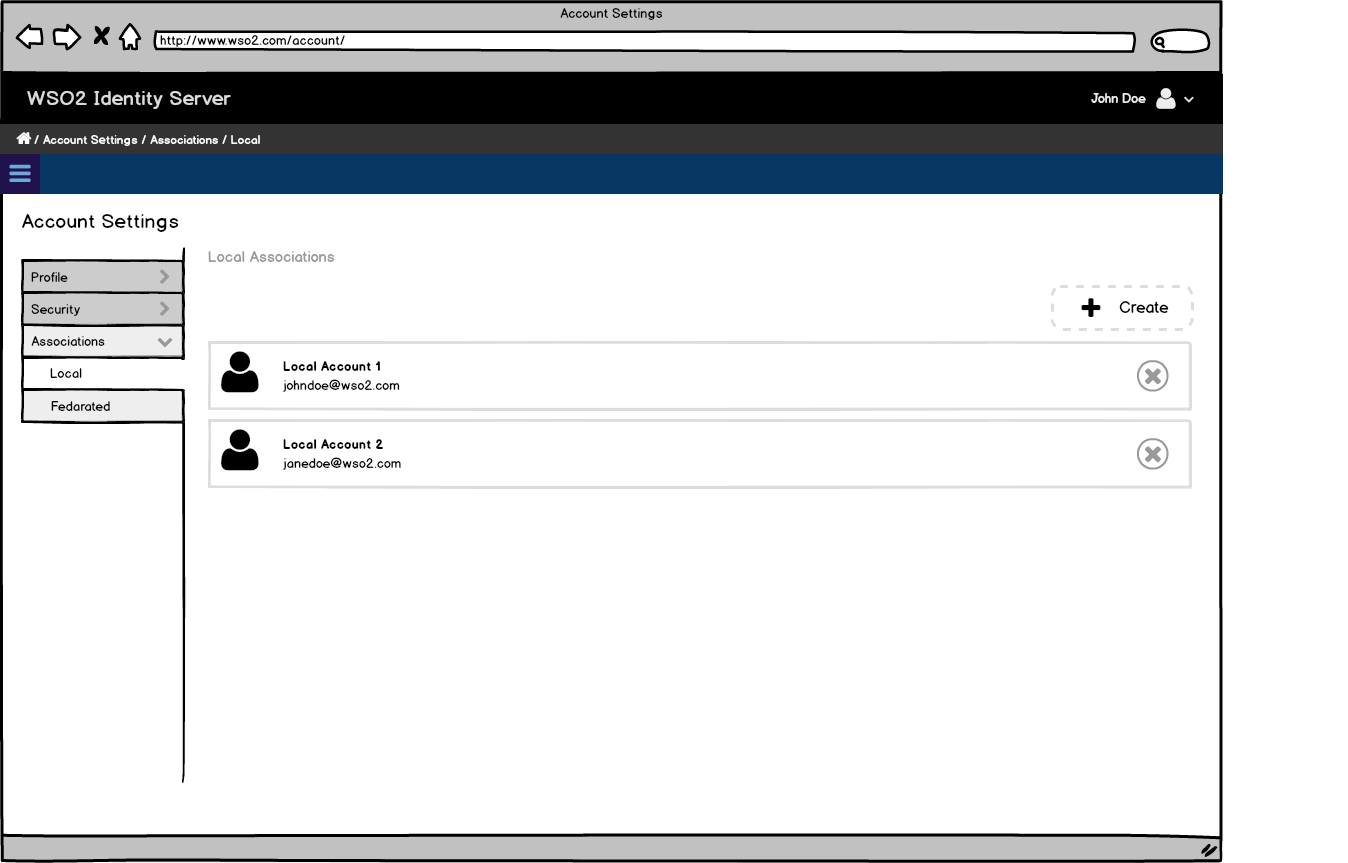 Account Settings
http://www.wso2.com/account/
WSO2 Identity Server
John Doe
/ Account Settings / Associations / Local
Account Settings
Local Associations
Profile
Security
Associations
Local
Fedarated
Create
Local Account 1
johndoe@wso2.com
Local Account 2
janedoe@wso2.com